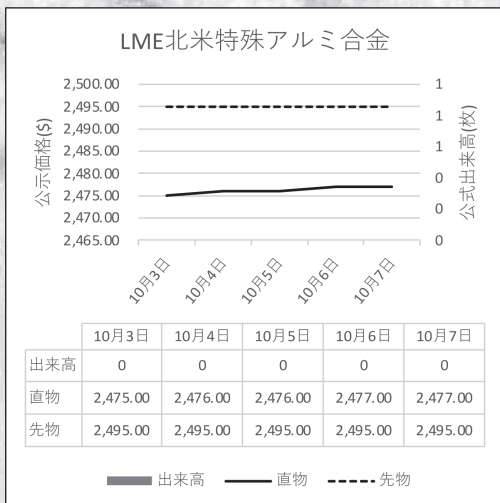 LME北米特殊アルミ合金
公示価格($)
2,500.00
2,495.00
2,490.00
2,485.00
2,480.00
2,475.00
2,470.00
2,465.00
1
1
1
0
0
0
公式出来高(枚)
10月3日 10月4日 10月5日 10月6日 10月7日
10月3日 10月4日 10月5日 10月6日 10月7日
出来高 0 0 0 0 0
直物 2,475.00 2,476.00 2,476.00 2,477.00 2,477.00
先物 2,495.00 2,495.00 2,495.00 2,495.00 2,495.00
出来高 直物 先物